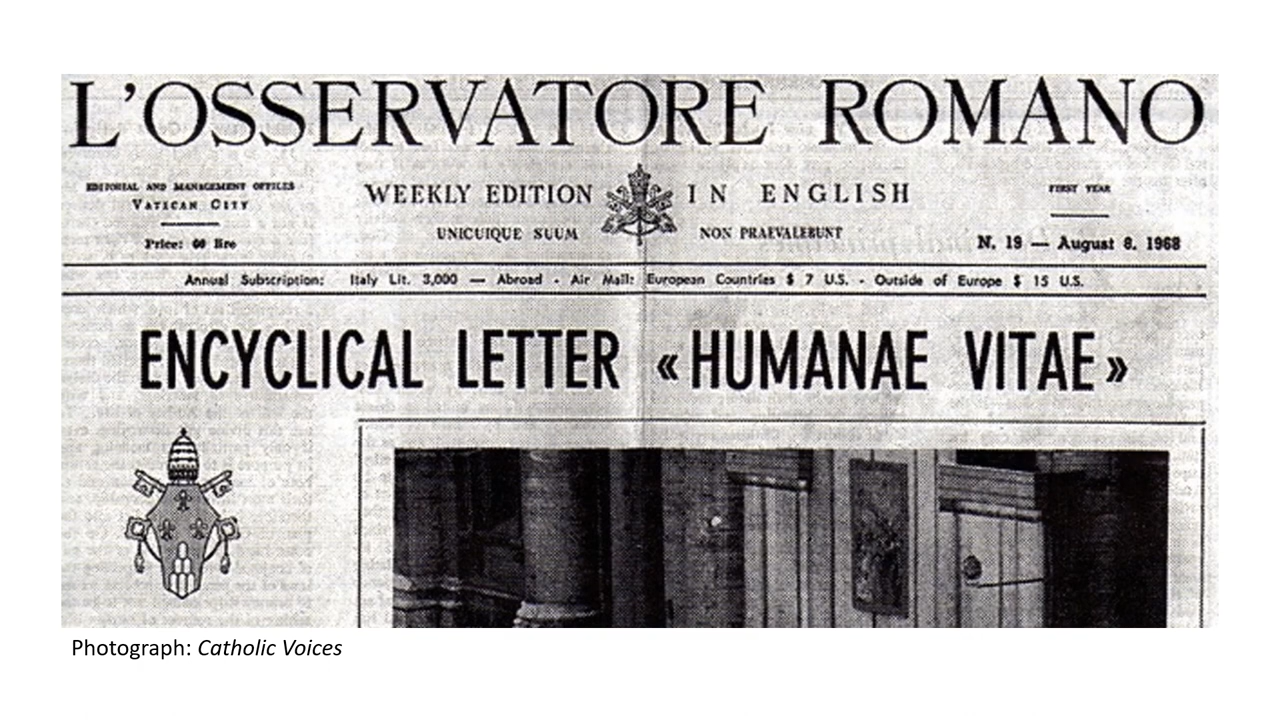 L'OSSERVATORE ROMANO
EDITORIAL AND MANAGEMENT OFFICES
VATICAN CITY
Price: 60 lire
WEEKLY EDITION IN ENGLISH
UNICUIQUE SUUM NON PRAEVALEBUNT
FIRST YEAR
N. 19 — August 8. 1968
Annual Subscription: Italy Lit. 3,000 — Abroad - Air Mail: European Countries $ 7 U.S. - Outside of Europe $ 15 U.S.
ENCYCLICAL LETTER «HUMANAE VITAE»
Photograph: Catholic Voices